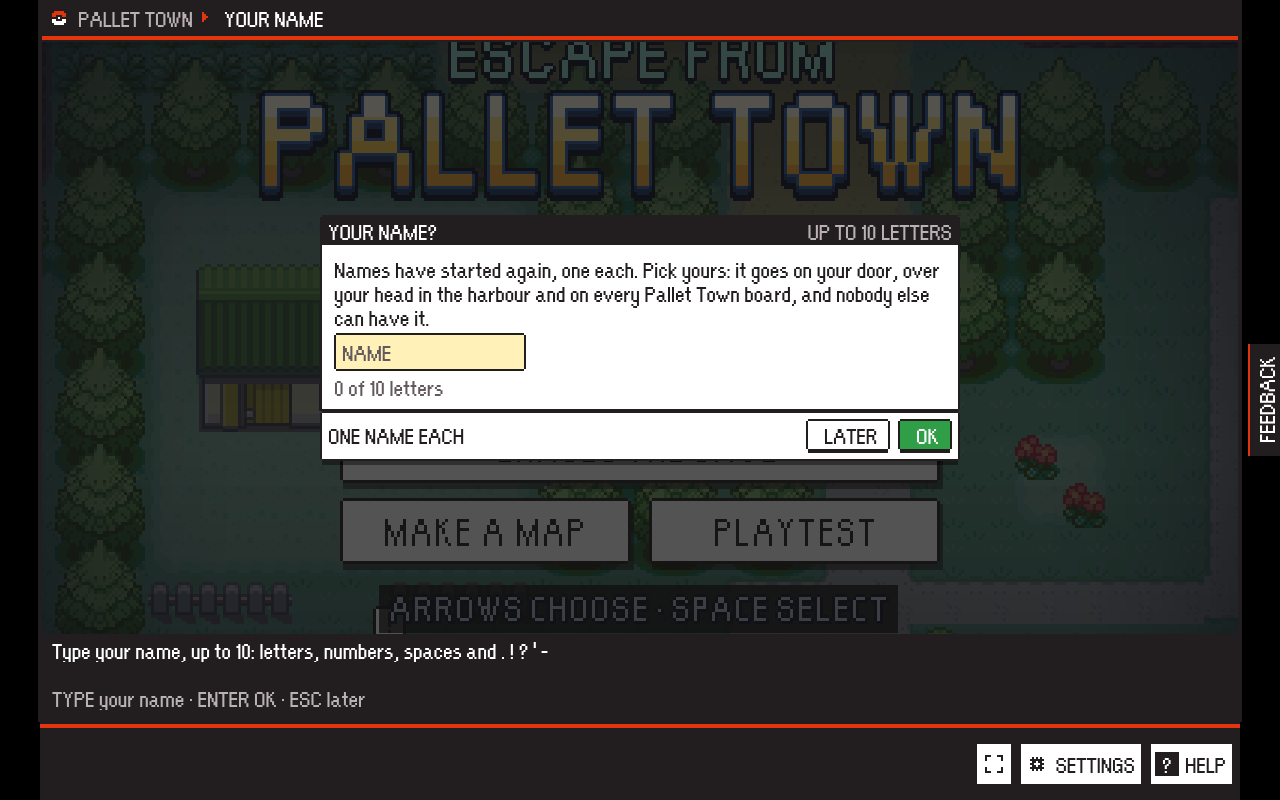 PALLET TOWN YOUR NAME
ESCAPE FROM
PALLET TOWN
YOUR NAME? UP TO 10 LETTERS
Names have started again, one each. Pick yours: it goes on your door, over
your head in the harbour and on every Pallet Town board, and nobody else
can have it.
NAME
0 of 10 letters
ONE NAME EACH LATER OK
MAKE A MAP PLAYTEST
ARROWS CHOOSE · SPACE SELECT
Type your name, up to 10: letters, numbers, spaces and . ! ? ' -
TYPE your name · ENTER OK · ESC later
SETTINGS ? HELP
FEEDBACK